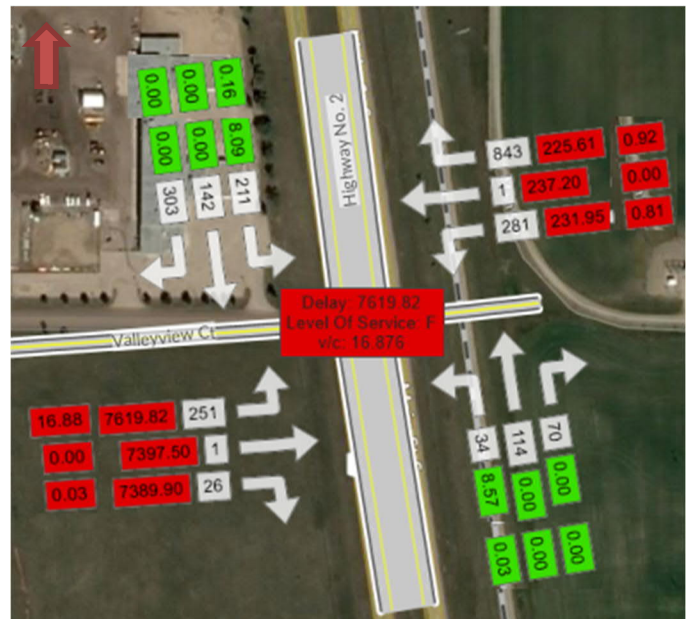 0.00 0.00 0.16
0.00 0.00 8.09
303 142 211
Highway No. 2
843 225.61 0.92
1 237.20 0.00
281 231.95 0.81
Delay: 7619.82
Level Of Service: F
v/c: 16.876
Valleyview Ct
16.88 7619.82 251
0.00 7397.50 1
0.03 7389.90 26
34 114 70
8.57 0.00 0.00
0.03 0.00 0.00